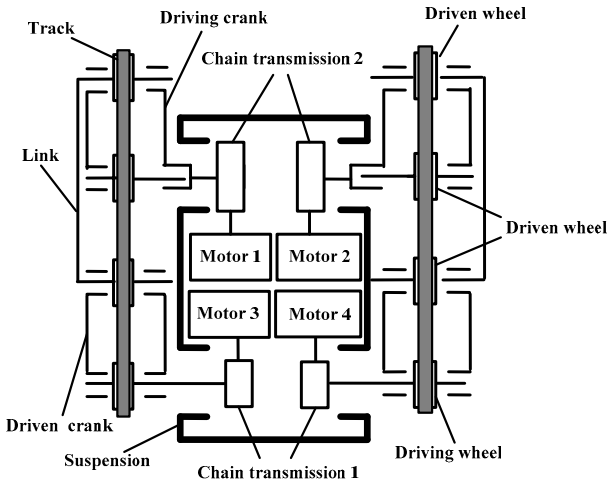 Driving crank
Driven wheel
Track
Chain transmission 2
Link
Driven wheel
Motor 1
Motor 2
Motor 3
Motor 4
Driven crank
Suspension
Chain transmission 1
Driving wheel